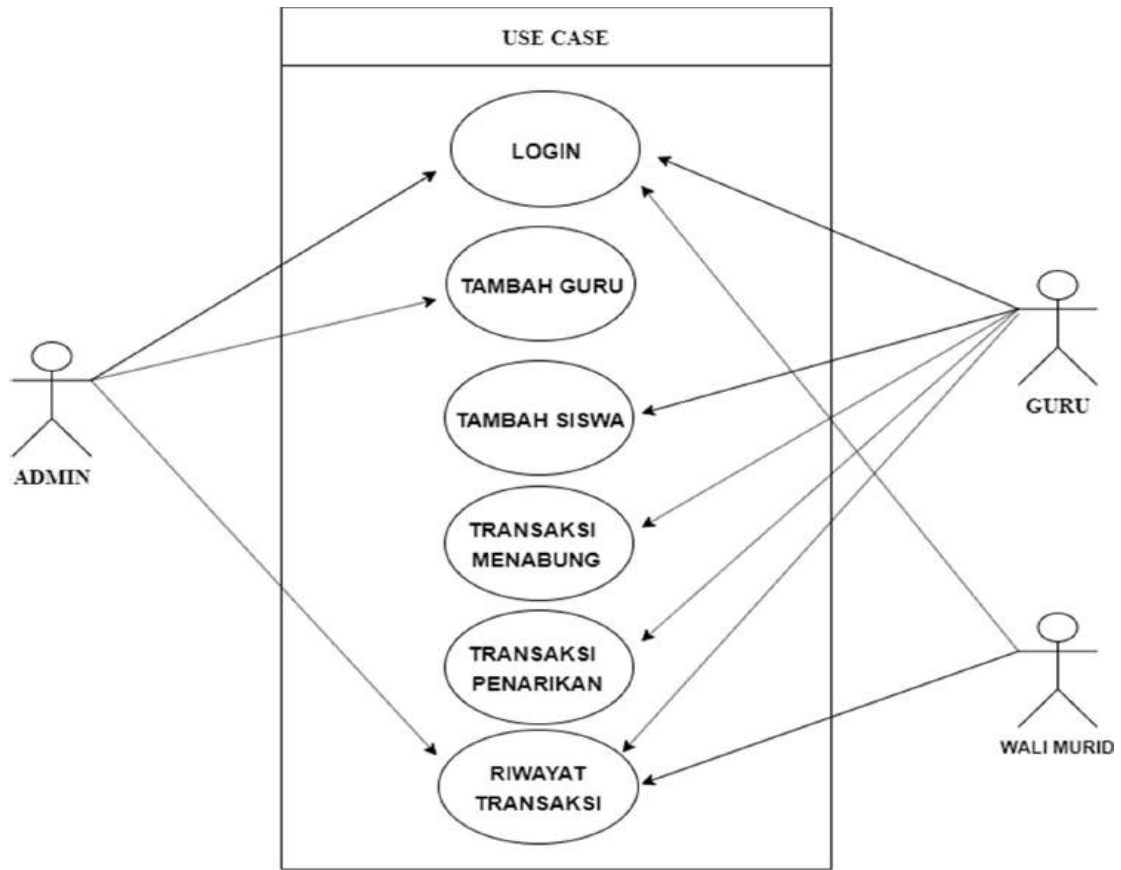 USE CASE
LOGIN
TAMBAH GURU
TAMBAH SISWA
TRANSAKSI
MENABUNG
TRANSAKSI
PENARIKAN
RIWAYAT
TRANSAKSI
ADMIN
GURU
WALI MURID